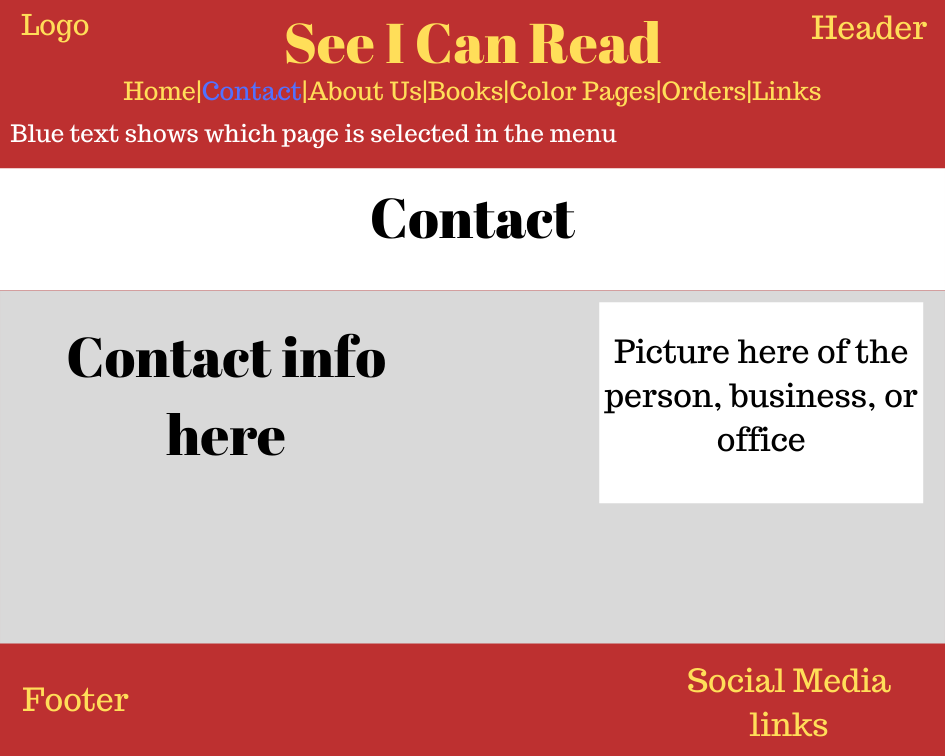 Logo
See I Can Read
Header
Home|Contact|About Us|Books|Color Pages|Orders|Links
Blue text shows which page is selected in the menu
Contact
Contact info
here
Picture here of the
person, business, or
office
Footer
Social Media
links